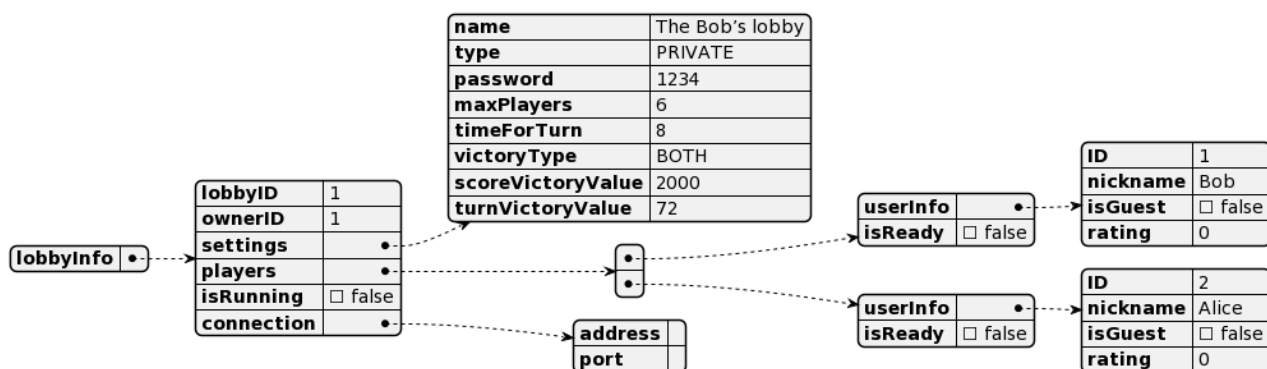 name The Bob's lobby
type PRIVATE
password 1234
maxPlayers 6
timeForTurn 8
victoryType BOTH
scoreVictoryValue 2000
turnVictoryValue 72
lobbyInfo
lobbyID 1
ownerID 1
settings
players
isRunning ☐ false
connection
address
port
userInfo
isReady ☐ false
ID 1
nickname Bob
isGuest ☐ false
rating 0
userInfo
isReady ☐ false
ID 2
nickname Alice
isGuest ☐ false
rating 0